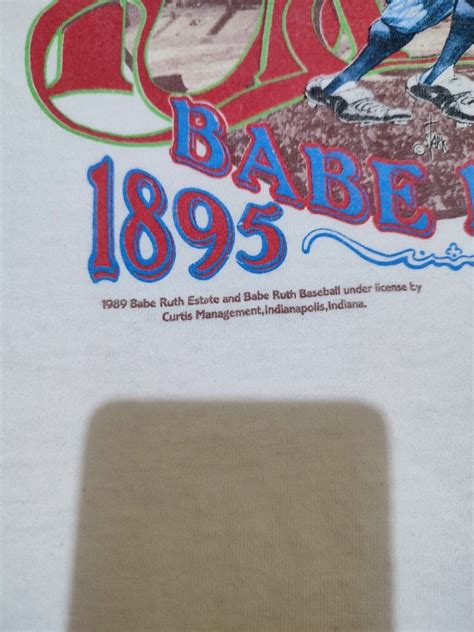 BABE
1895
1989 Babe Ruth Estate and Babe Ruth Baseball under license by
Curtis Management,Indianapolis,Indiana.